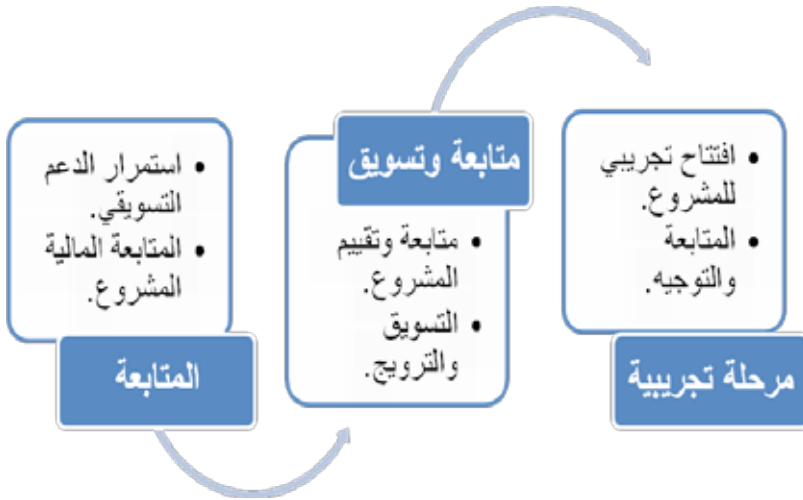 افتتاح تجريبي
للمشروع.
المتابعة
والتوجيه.
مرحلة تجريبية
متابعة وتسويق
متابعة وتقييم
المشروع.
التسويق
والترويج.
استمرار الدعم
التسويقي.
المتابعة المالية
المشروع.
المتابعة